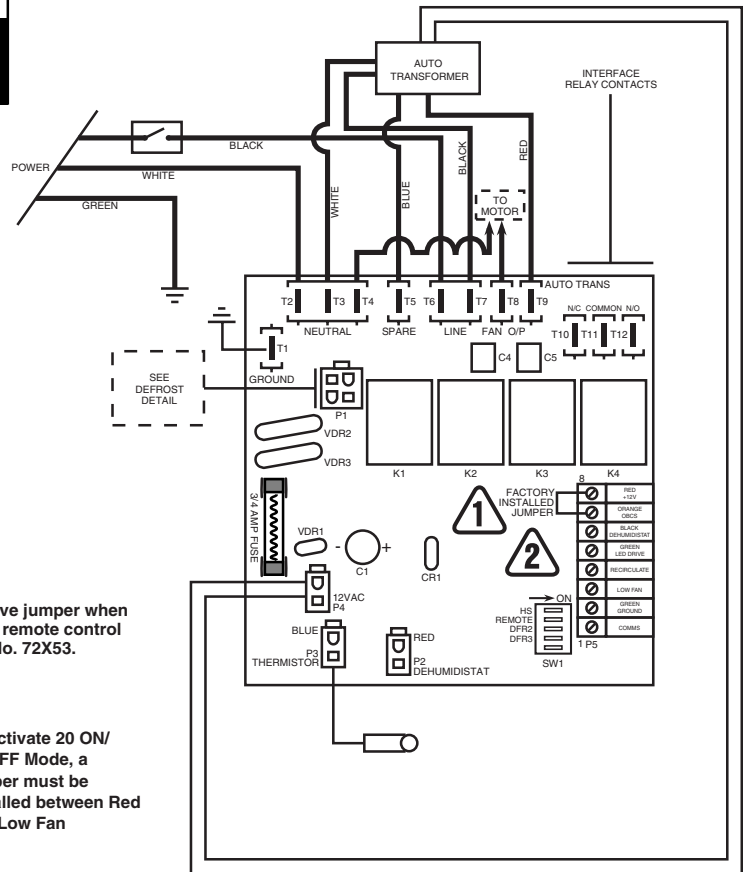 AUTO
TRANSFORMER
INTERFACE
RELAY CONTACTS
POWER
BLACK
WHITE
GREEN
WHITE
BLUE
BLACK
RED
TO
MOTOR
AUTO TRANS
T2 T3 T4 T5 T6 T7 T8 T9
N/C COMMON N/O
T10 T11 T12
NEUTRAL SPARE LINE FAN O/P
T1
GROUND
C4 C5
SEE
DEFROST
DETAIL
P1
VDR2
VDR3
K1 K2 K3 K4
3/4 AMP FUSE
FACTORY
INSTALLED
JUMPER
1
2
8
RED
+12V
ORANGE
OBCS
BLACK
DEHUMIDISTAT
GREEN
LED DRIVE
RECIRCULATE
LOW FAN
GREEN
GROUND
COMMS
1 P5
VDR1
- +
C1
CR1
12VAC
P4
ON
HS
REMOTE
DFR2
DFR3
SW1
BLUE
P3
THERMISTOR
RED
P2
DEHUMIDISTAT
ve jumper when
remote control
No. 72X53.
ctivate 20 ON/
FF Mode, a
per must be
alled between Red
Low Fan